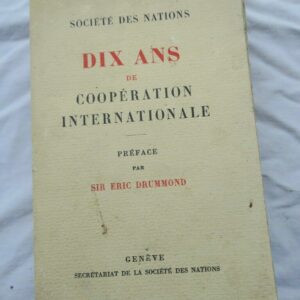 SOCIÉTÉ DES NATIONS
DIX ANS
DE
COOPÉRATION
INTERNATIONALE
PRÉFACE
PAR
SIR ERIC DRUMMOND
GENÈVE
SECRÉTARIAT DE LA SOCIÉTÉ DES NATIONS